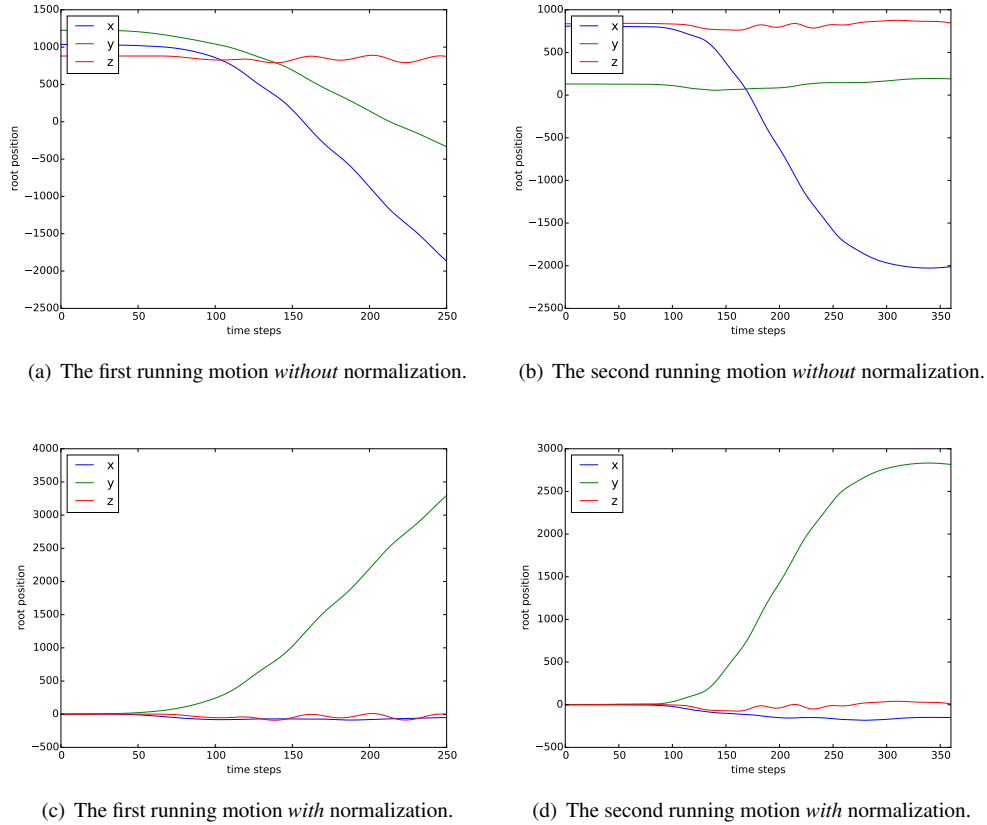 1500
1000
500
0
−500
−1000
−1500
−2000
−2500
root position
x
y
z
0 50 100 150 200 250
time steps
(a) The first running motion without normalization.
1000
500
0
−500
−1000
−1500
−2000
−2500
root position
x
y
z
0 50 100 150 200 250 300 350
time steps
(b) The second running motion without normalization.
4000
3500
3000
2500
2000
1500
1000
500
0
−500
root position
x
y
z
0 50 100 150 200 250
time steps
(c) The first running motion with normalization.
3000
2500
2000
1500
1000
500
0
−500
root position
x
y
z
0 50 100 150 200 250 300 350
time steps
(d) The second running motion with normalization.